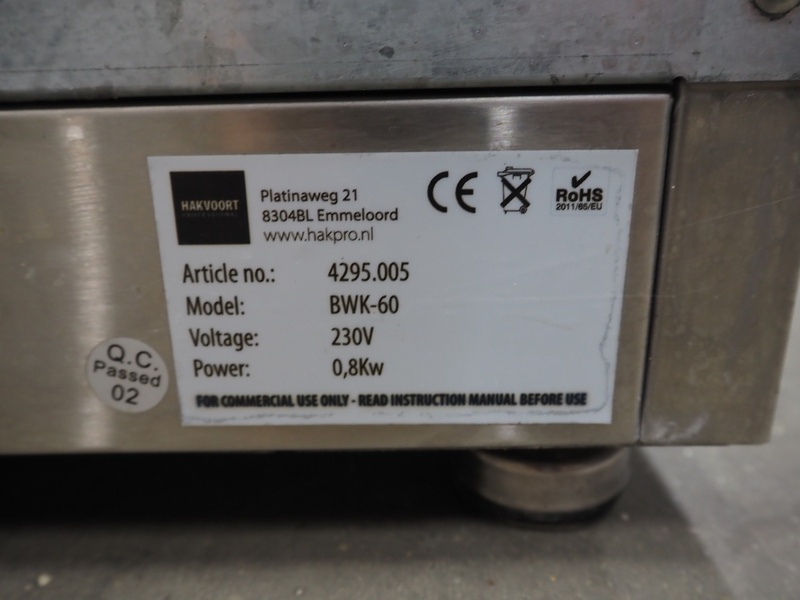 HAKVOORT
PROFESSIONAL
Platinaweg 21
8304BL Emmeloord
www.hakpro.nl
CE
RoHS
2011/65/EU
Article no.: 4295.005
Model: BWK-60
Voltage: 230V
Power: 0,8Kw
FOR COMMERCIAL USE ONLY - READ INSTRUCTION MANUAL BEFORE USE
Q.C.
Passed
02